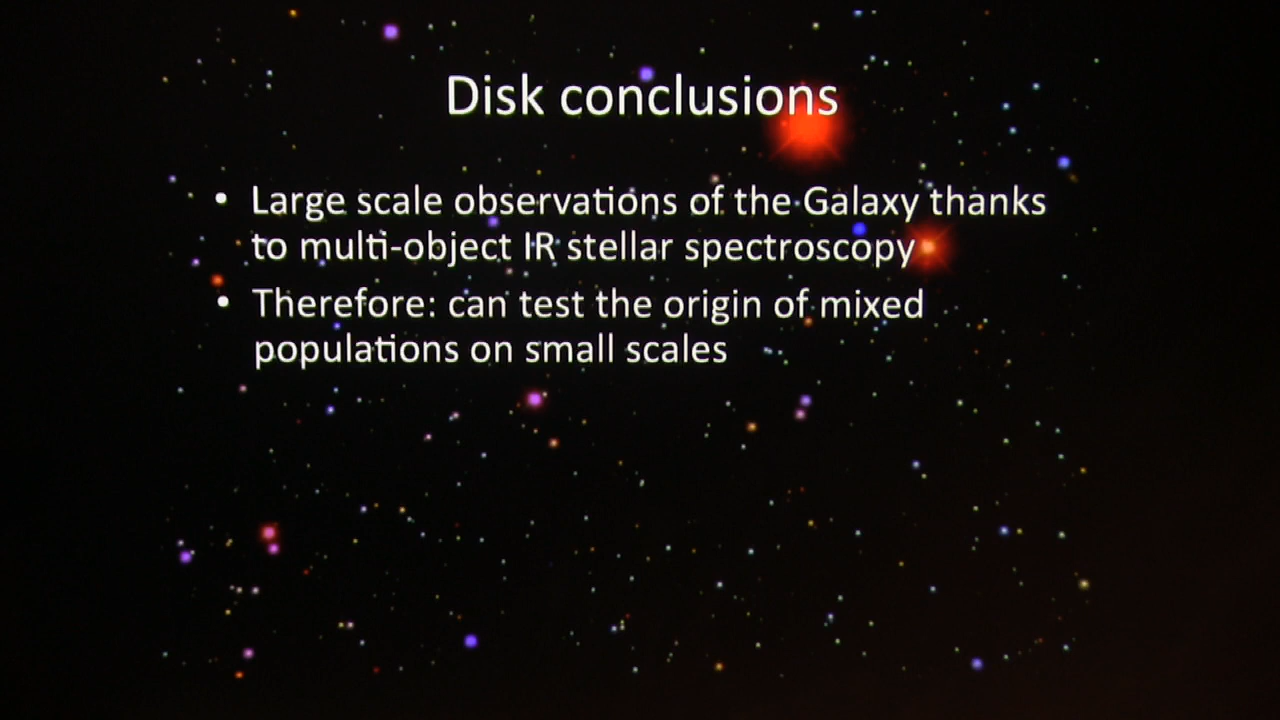 Disk conclusions
• Large scale observations of the Galaxy thanks
to multi-object IR stellar spectroscopy
• Therefore: can test the origin of mixed
populations on small scales